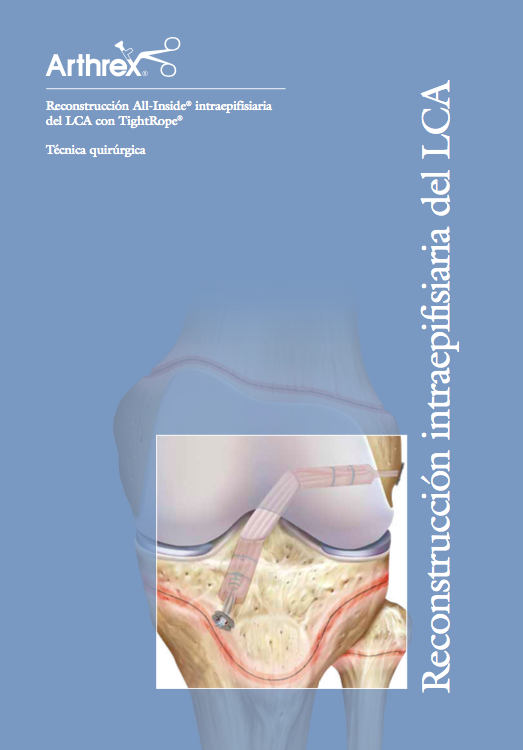 Arthrex®
Reconstrucción All-Inside® intraepifisiaria
del LCA con TightRope®
Técnica quirúrgica
Reconstrucción intraepifisiaria del LCA